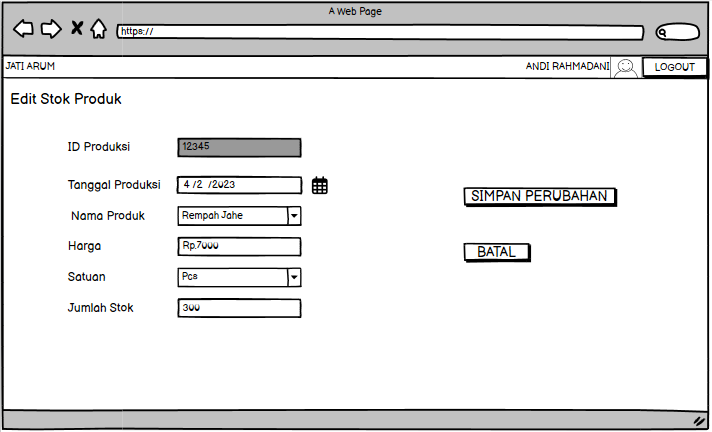 A Web Page
https://
JATI ARUM
ANDI RAHMADANI
LOGOUT
Edit Stok Produk
ID Produksi
12345
Tanggal Produksi
4 /2 /2023
Nama Produk
Rempah Jahe
Harga
Rp.7000
Satuan
Pcs
Jumlah Stok
300
SIMPAN PERUBAHAN
BATAL